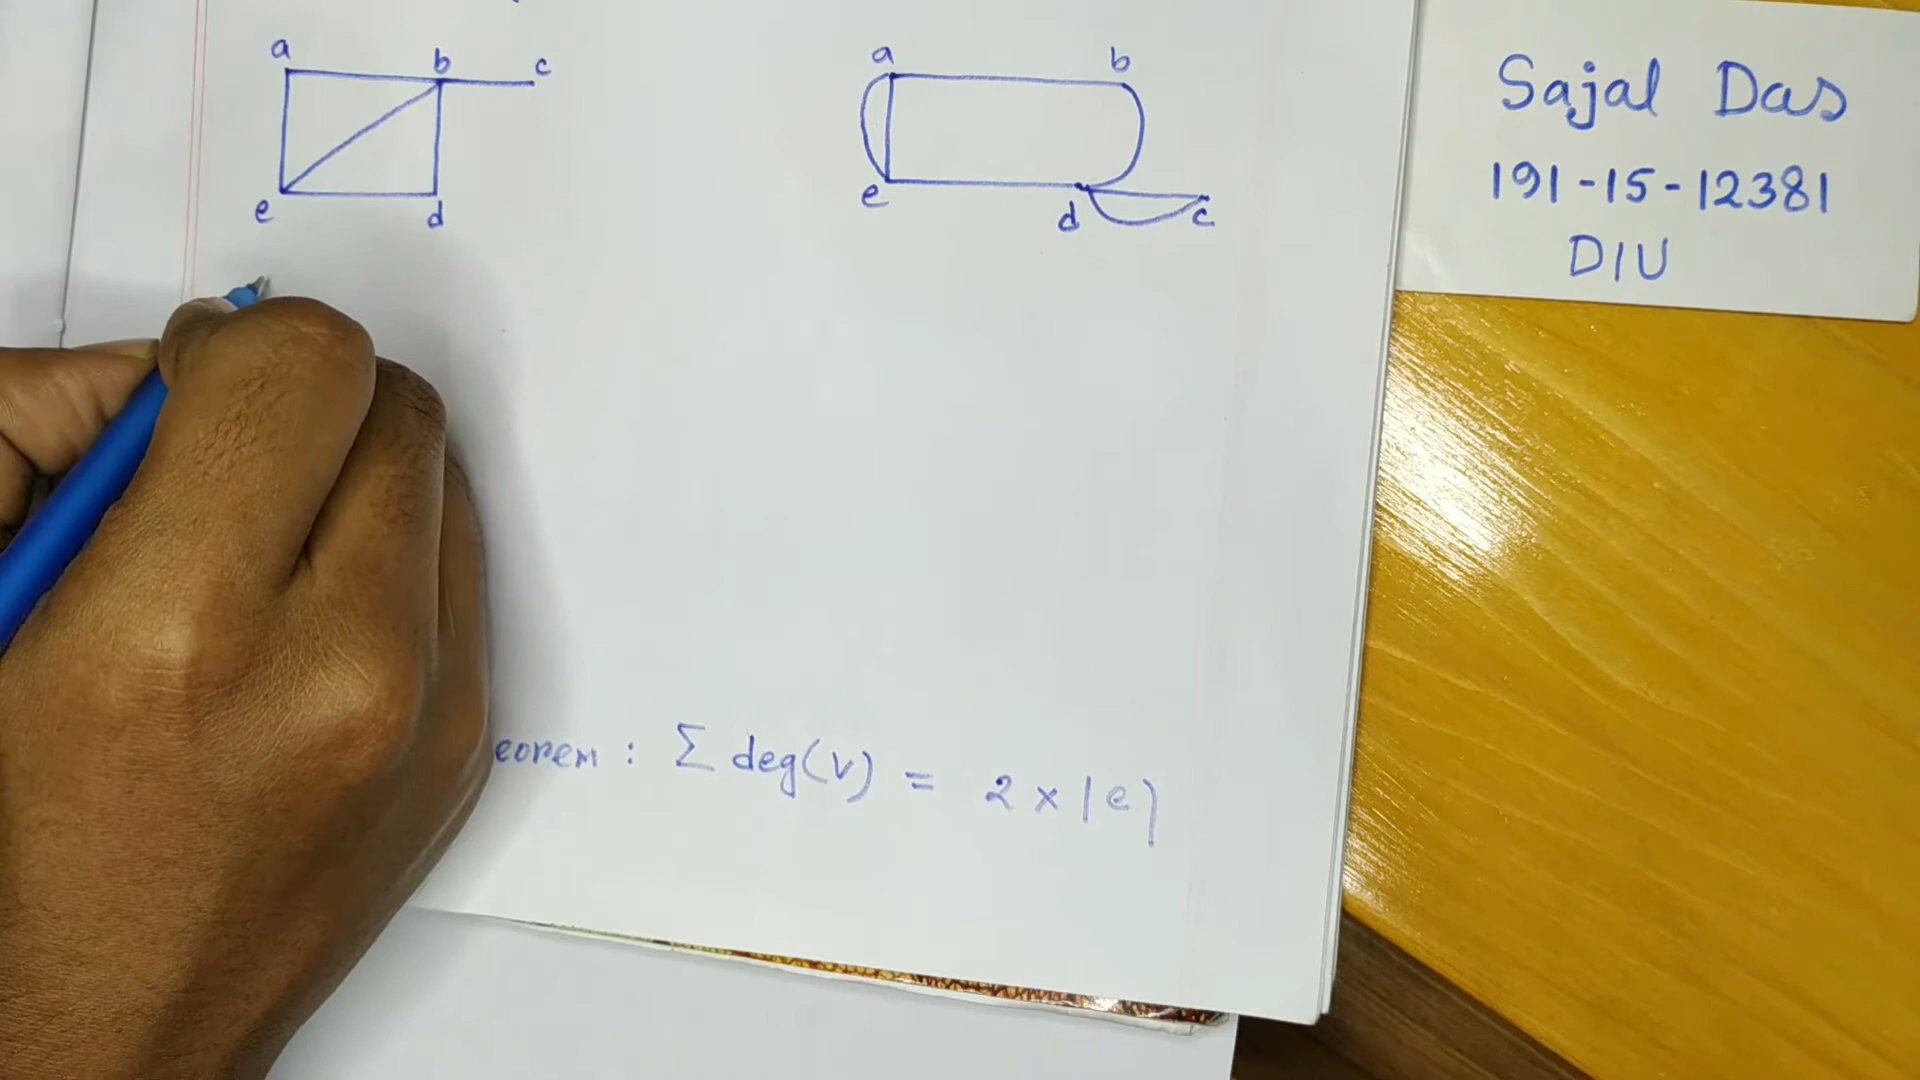 a b c
e d
a b
e d c
eorem : Σ deg(v) = 2 × |e|
Sajal Das
191-15-12381
DIU